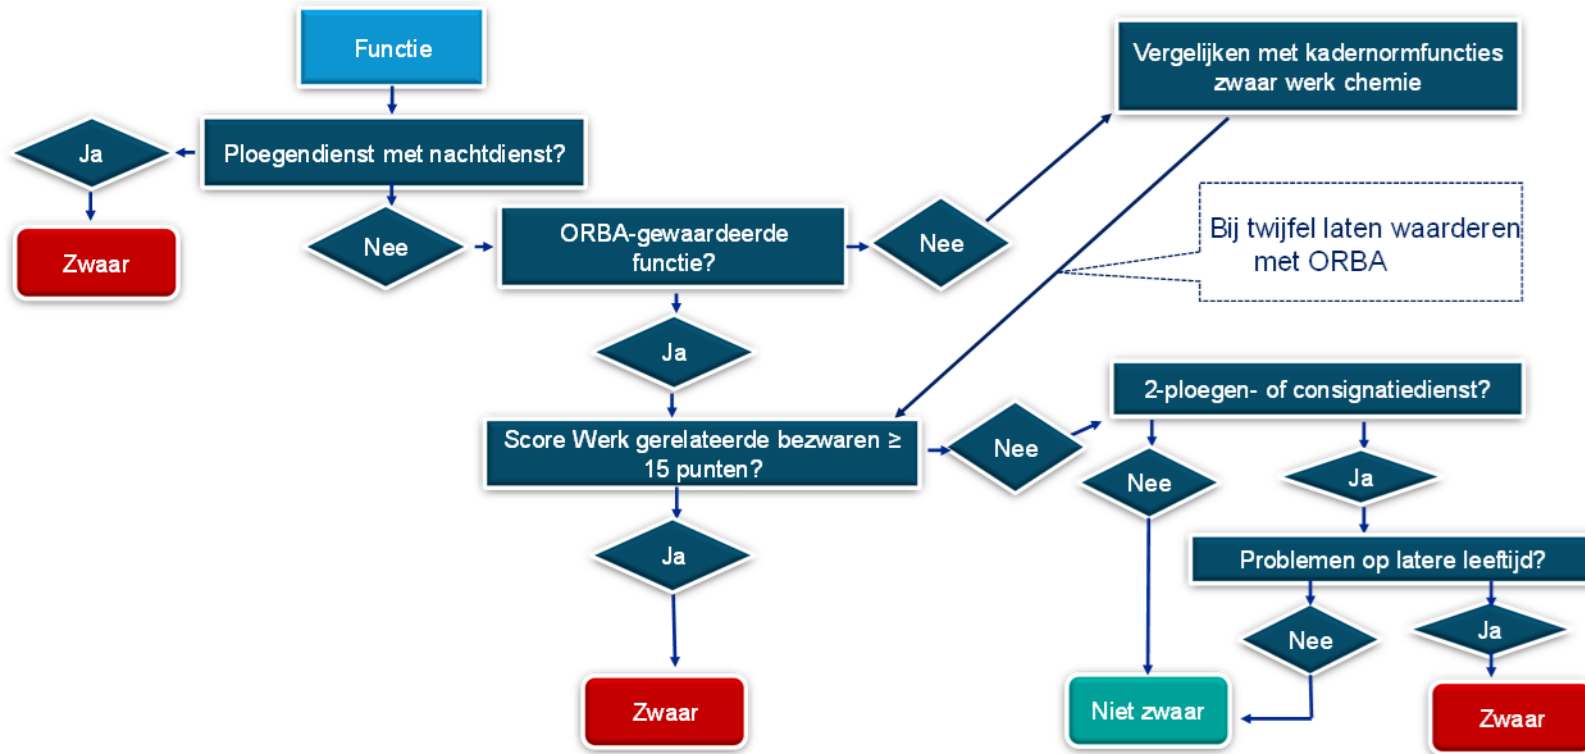 Functie
Vergelijken met kadernormfuncties
zwaar werk chemie
Ja
Ploegendienst met nachtdienst?
Zwaar
Nee
ORBA-gewaardeerde
functie?
Nee
Bij twijfel laten waarderen
met ORBA
Ja
2-ploegen- of consignatiedienst?
Score Werk gerelateerde bezwaren ≥
15 punten?
Nee
Nee
Ja
Ja
Problemen op latere leeftijd?
Nee
Ja
Zwaar
Niet zwaar
Zwaar